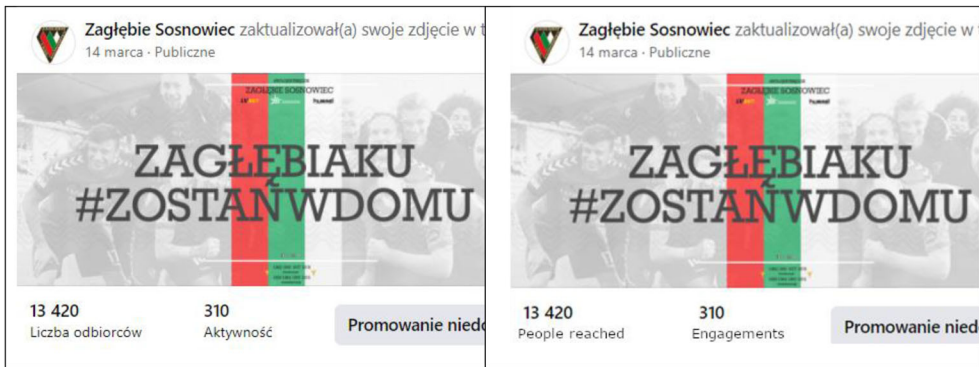 Zagłębie Sosnowiec zaktualizował(a) swoje zdjęcie w t
14 marca · Publiczne
ZAGŁĘBIE SOSNOWIEC
hummel
ZAGŁĘBIAKU
#ZOSTAŃWDOMU
13 420
Liczba odbiorców
310
Aktywność
Promowanie niedo
Zagłębie Sosnowiec zaktualizował(a) swoje zdjęcie w t
14 marca · Publiczne
ZAGŁĘBIE SOSNOWIEC
hummel
ZAGŁĘBIAKU
#ZOSTAŃWDOMU
13 420
People reached
310
Engagements
Promowanie nied